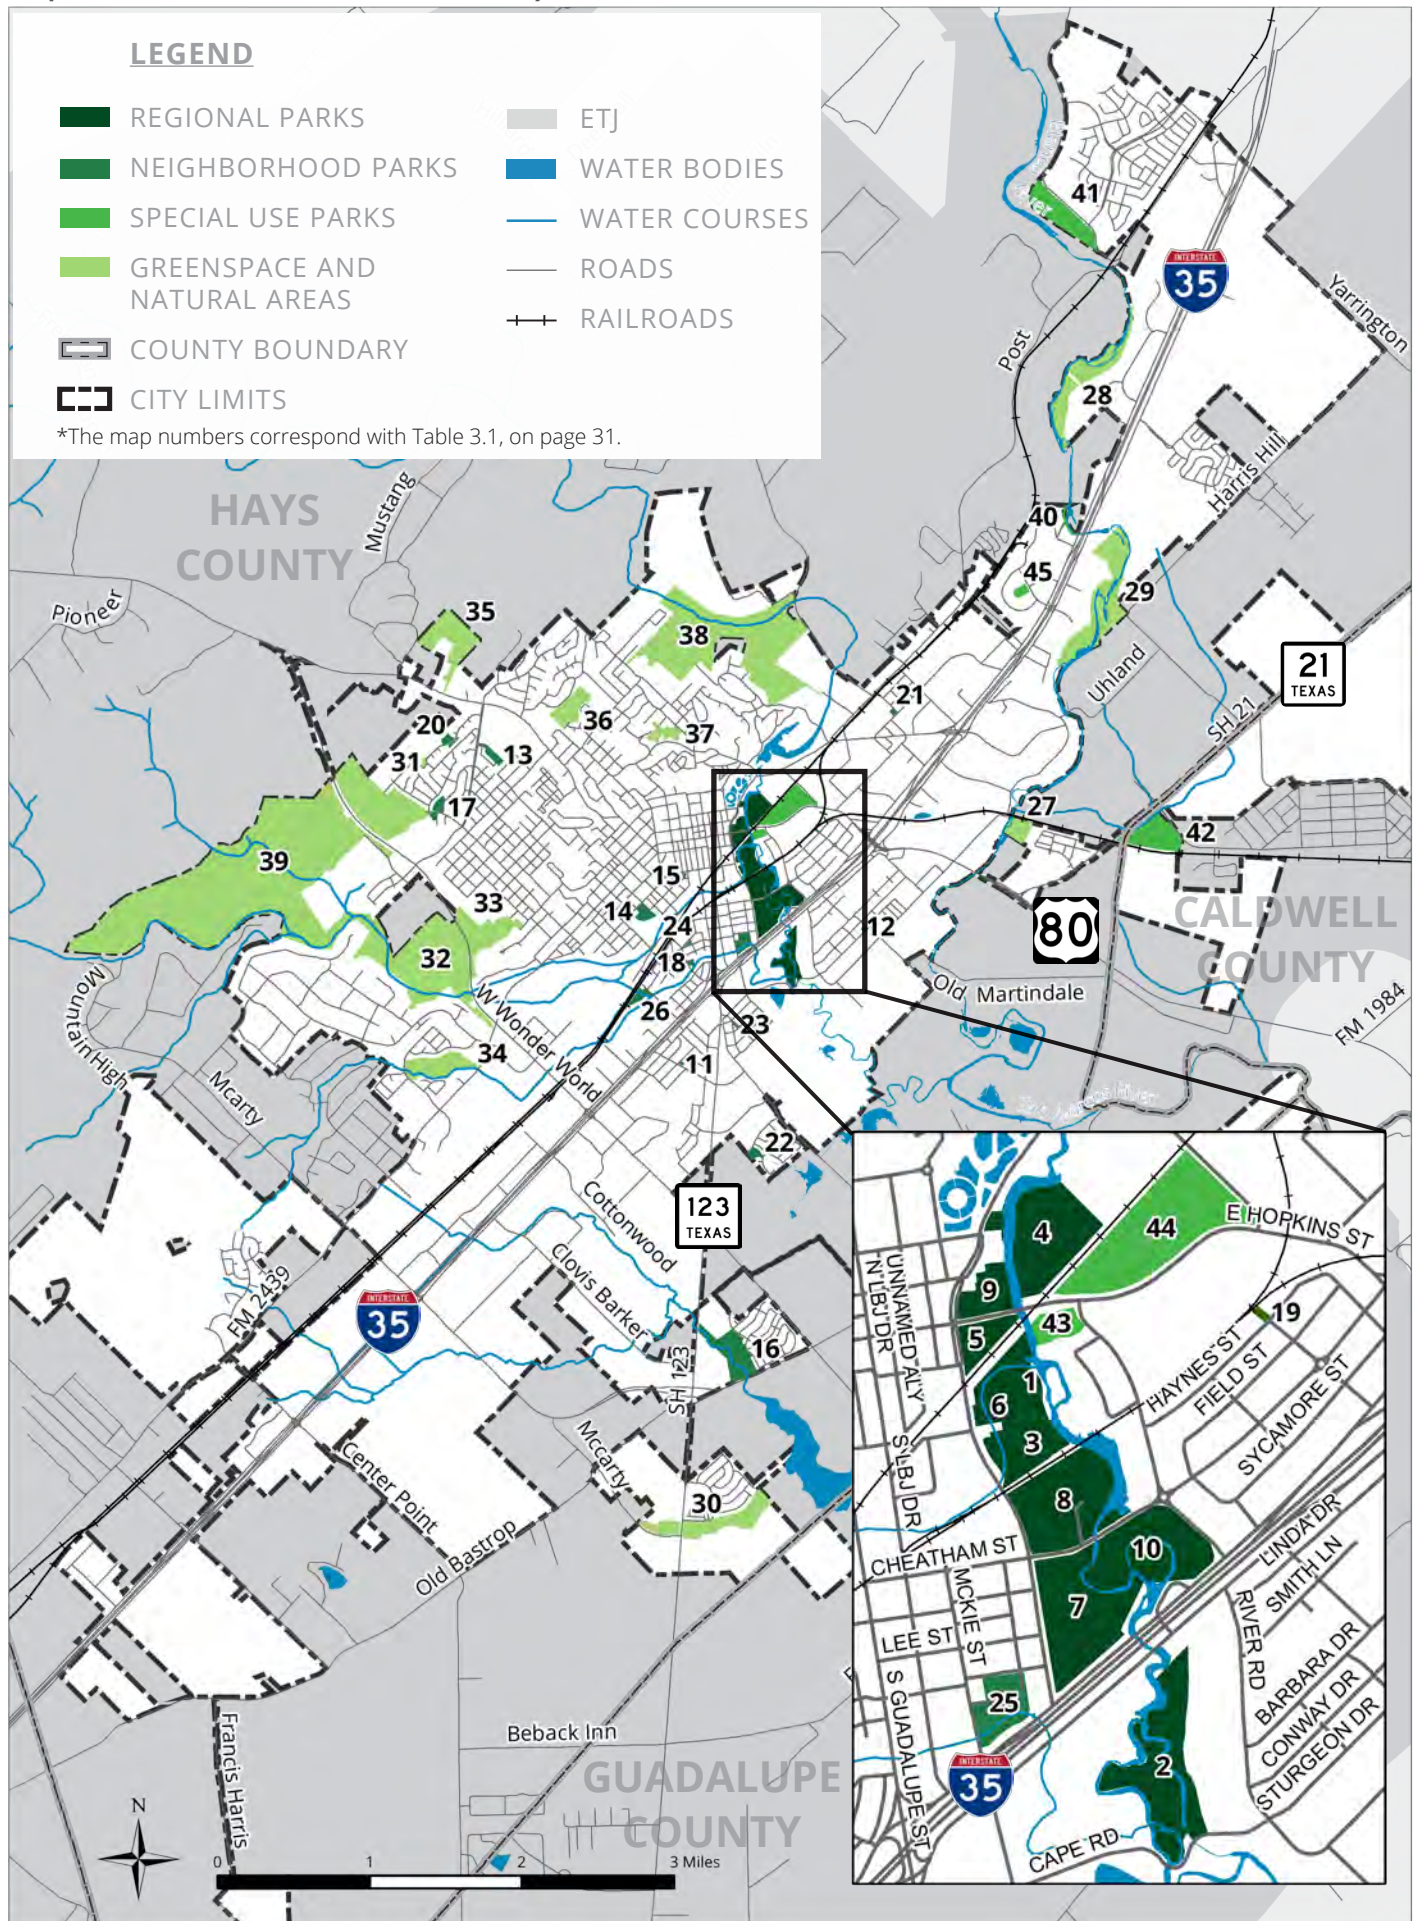 LEGEND
REGIONAL PARKS
NEIGHBORHOOD PARKS
SPECIAL USE PARKS
GREENSPACE AND
NATURAL AREAS
COUNTY BOUNDARY
CITY LIMITS
ETJ
WATER BODIES
WATER COURSES
ROADS
RAILROADS
*The map numbers correspond with Table 3.1, on page 31.
41
River
INTERSTATE
35
Yarrington
Post
28
Harris Hill
HAYS
COUNTY
Mustang
40
45
29
Pioneer
35
38
Uhland
21
TEXAS
SH 21
21
36
37
20
13
31
17
27
42
39
15
33
14
24
12
80
CALDWELL
COUNTY
32
18
Old Martindale
26
23
FM 1984
W Wonder World
Mountain High
34
11
Mcarty
San Marcos River
22
123
TEXAS
Cottonwood
Clovis Barker
FM 2439
INTERSTATE
35
16
SH 123
Mccarty
30
Center Point
Old Bastrop
Francis Harris
Beback Inn
GUADALUPE
COUNTY
N
0
1
2
3 Miles
4
44
E HOPKINS ST
UNNAMED ALY
N LBJ DR
9
43
19
5
1
HAYNES ST
FIELD ST
6
3
SYCAMORE ST
S LBJ DR
8
CHEATHAM ST
10
LINDA DR
SMITH LN
7
MCKIE ST
LEE ST
RIVER RD
25
S GUADALUPE ST
BARBARA DR
CONWAY DR
STURGEON DR
2
INTERSTATE
35
CAPE RD